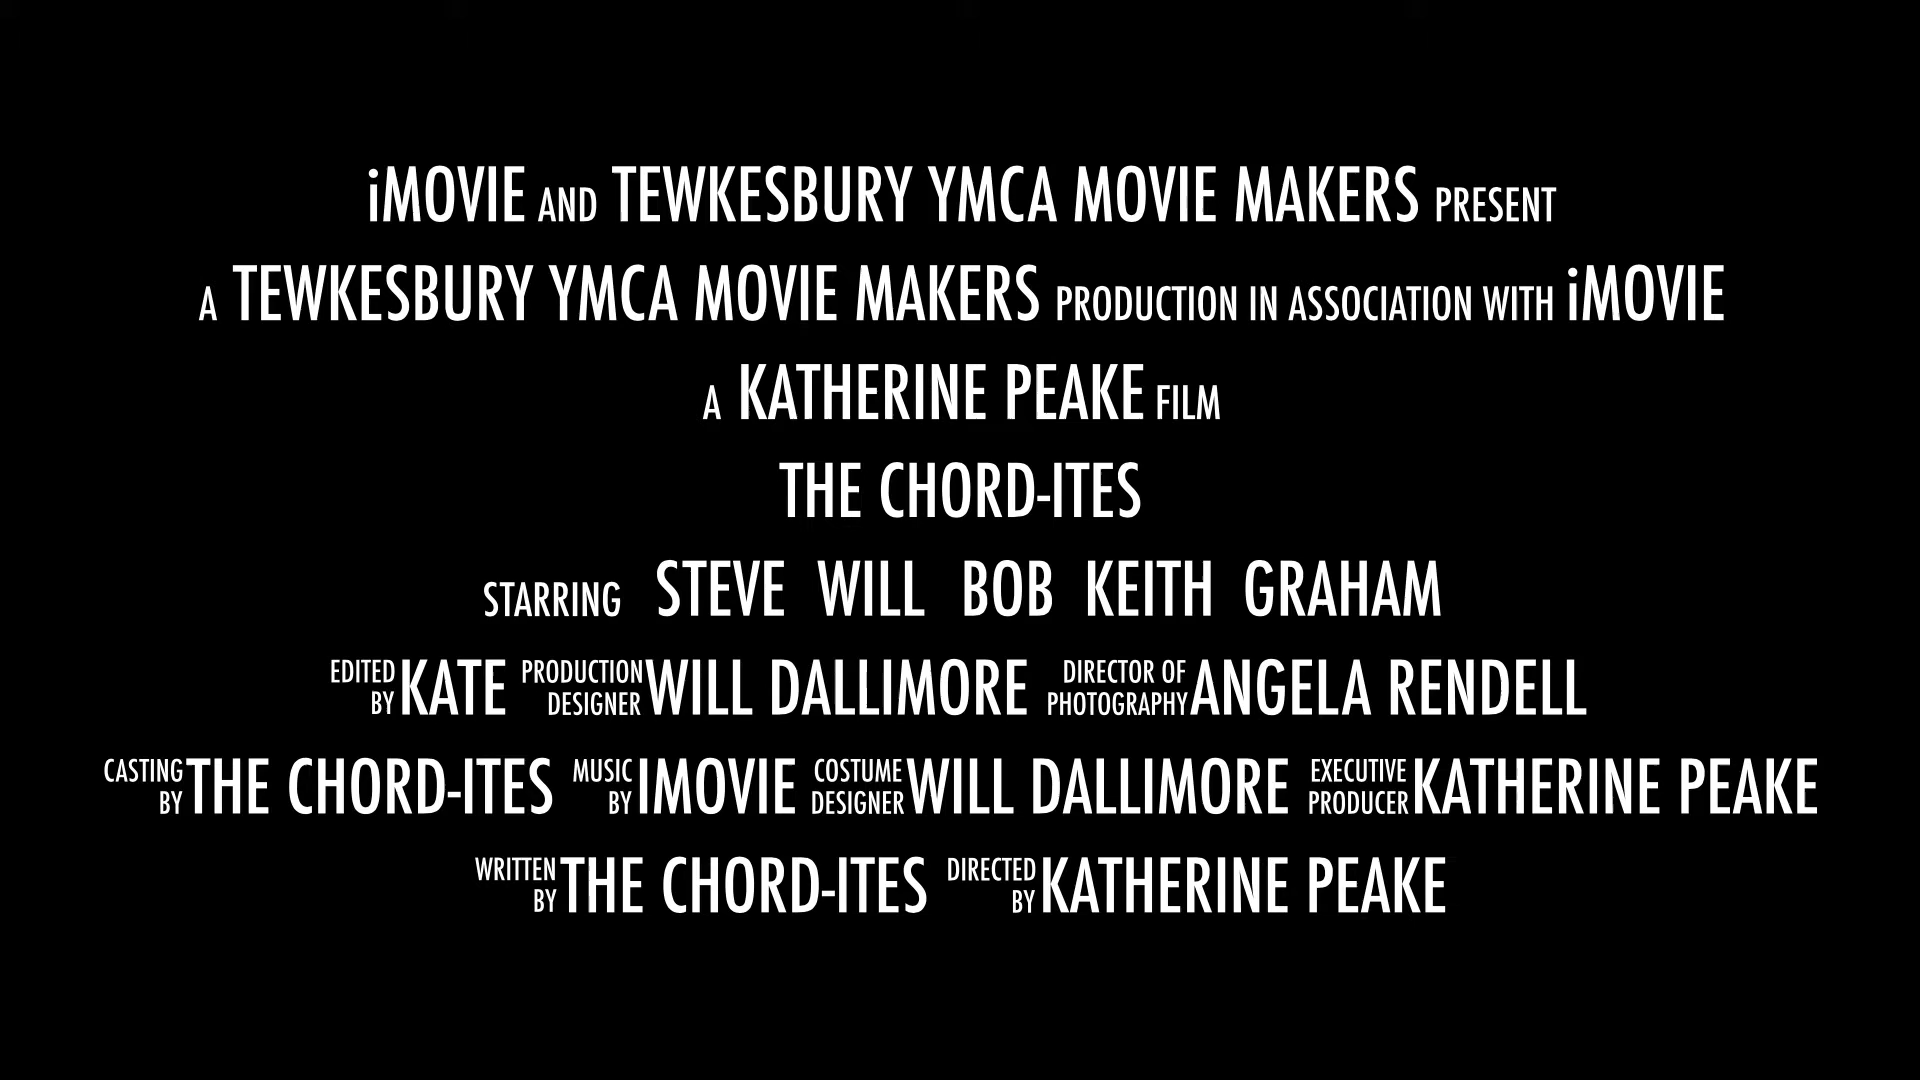 iMOVIE AND TEWKESBURY YMCA MOVIE MAKERS PRESENT
A TEWKESBURY YMCA MOVIE MAKERS PRODUCTION IN ASSOCIATION WITH iMOVIE
A KATHERINE PEAKE FILM
THE CHORD-ITES
STARRING STEVE WILL BOB KEITH GRAHAM
EDITED BY KATE PRODUCTION DESIGNER WILL DALLIMORE DIRECTOR OF PHOTOGRAPHY ANGELA RENDELL
CASTING BY THE CHORD-ITES MUSIC BY IMOVIE COSTUME DESIGNER WILL DALLIMORE EXECUTIVE PRODUCER KATHERINE PEAKE
WRITTEN BY THE CHORD-ITES DIRECTED BY KATHERINE PEAKE